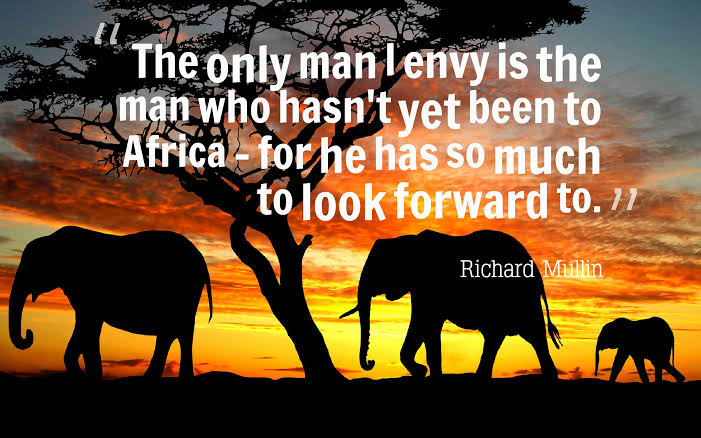 “ The only man I envy is the
man who hasn't yet been to
Africa - for he has so much
to look forward to. ”
Richard Mullin